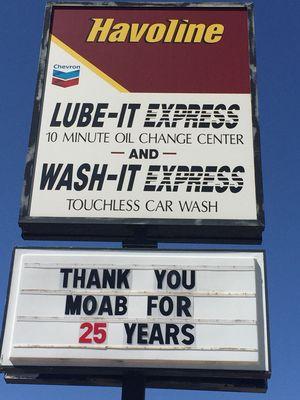 Havoline
Chevron
LUBE-IT EXPRESS
10 MINUTE OIL CHANGE CENTER
— AND —
WASH-IT EXPRESS
TOUCHLESS CAR WASH
THANK YOU
MOAB FOR
25 YEARS